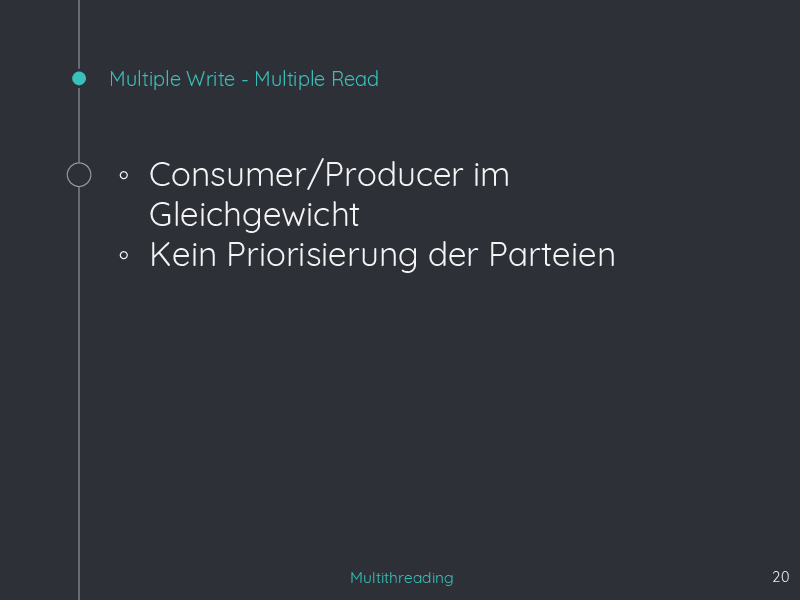 Multiple Write - Multiple Read
◦ Consumer/Producer im
Gleichgewicht
◦ Kein Priorisierung der Parteien
Multithreading
20